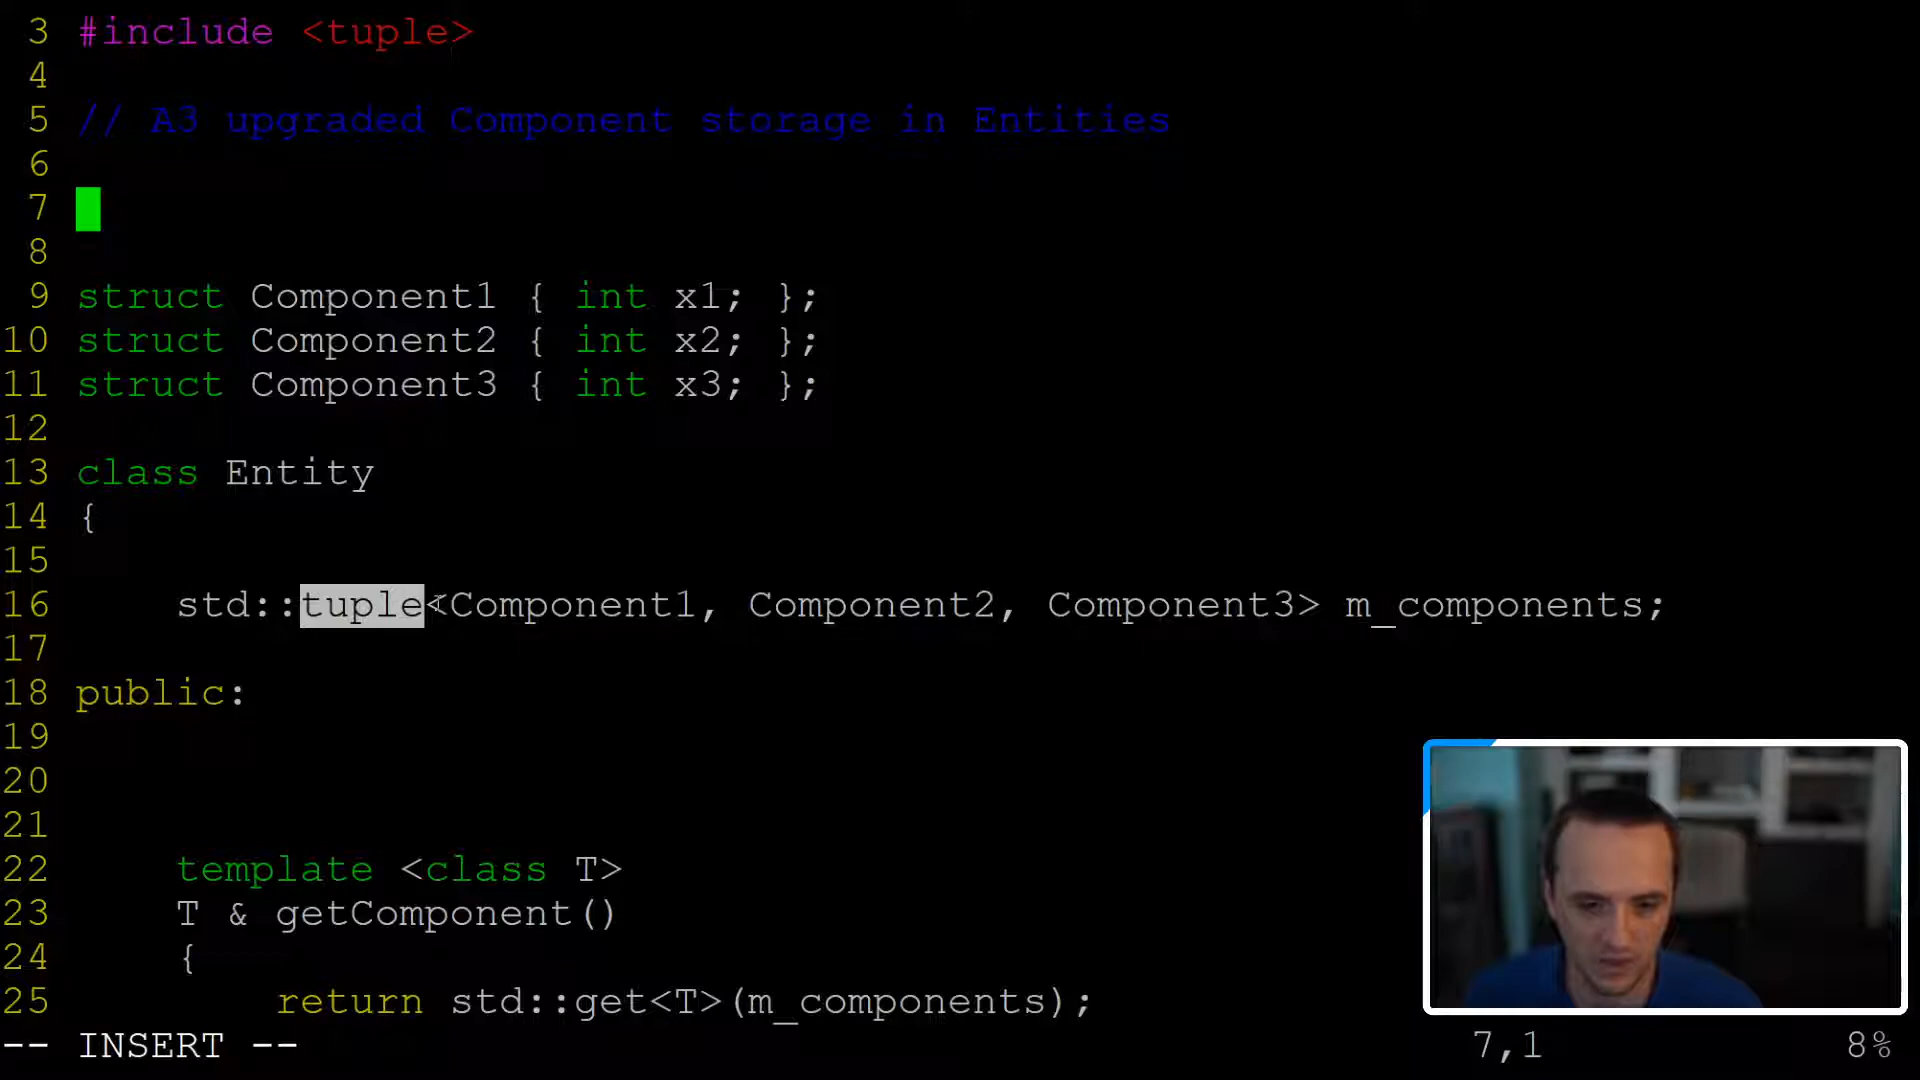 3 #include <tuple>
4
5 // A3 upgraded Component storage in Entities
6
7
8
9 struct Component1 { int x1; };
10 struct Component2 { int x2; };
11 struct Component3 { int x3; };
12
13 class Entity
14 {
15
16 std::tuple<Component1, Component2, Component3> m_components;
17
18 public:
19
20
21
22 template <class T>
23 T & getComponent()
24 {
25 return std::get<T>(m_components);
-- INSERT -- 7,1 8%